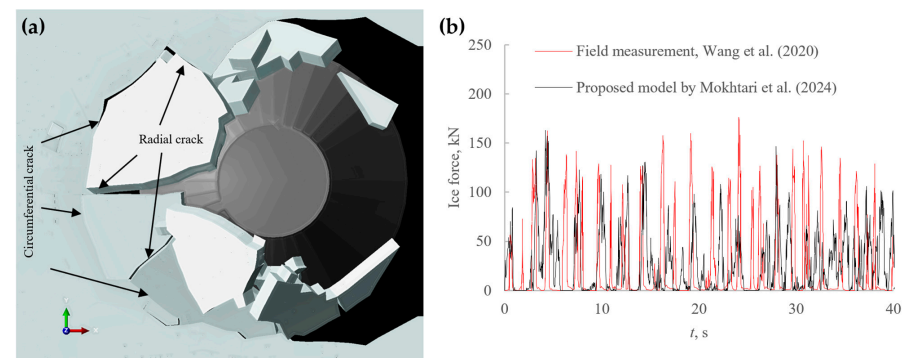 (a)
Radial crack
Circumferential crack
(b)
250
200
150
100
50
0
Ice force, kN
Field measurement, Wang et al. (2020)
Proposed model by Mokhtari et al. (2024)
0
10
20
30
40
t, s